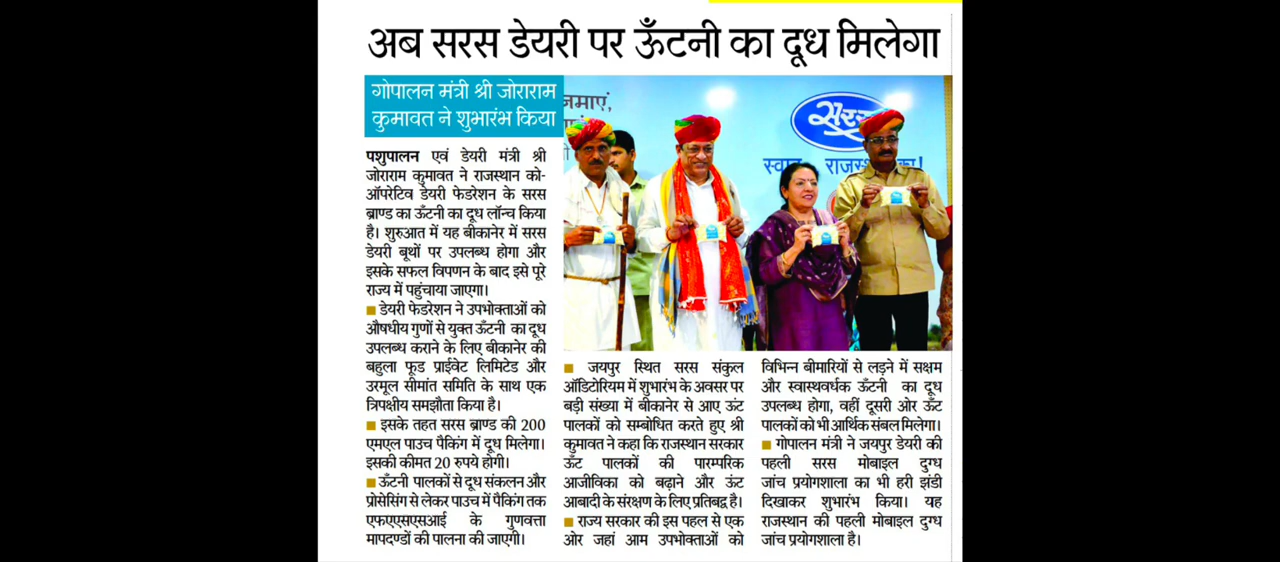 अब सरस डेयरी पर ऊँटनी का दूध मिलेगा
गोपालन मंत्री श्री जोराराम
कुमावत ने शुभारंभ किया
जमाएं,
सरस
स्वाद राजस्थान का!
पशुपालन एवं डेयरी मंत्री श्री
जोराराम कुमावत ने राजस्थान को-
ऑपरेटिव डेयरी फेडरेशन के सरस
ब्राण्ड का ऊँटनी का दूध लॉन्च किया
है। शुरुआत में यह बीकानेर में सरस
डेयरी बूथों पर उपलब्ध होगा और
इसके सफल विपणन के बाद इसे पूरे
राज्य में पहुंचाया जाएगा।
■ डेयरी फेडरेशन ने उपभोक्ताओं को
औषधीय गुणों से युक्त ऊँटनी का दूध
उपलब्ध कराने के लिए बीकानेर की
बहुला फूड प्राईवेट लिमिटेड और
उरमूल सीमांत समिति के साथ एक
त्रिपक्षीय समझौता किया है।
■ इसके तहत सरस ब्राण्ड की 200
एमएल पाउच पैकिंग में दूध मिलेगा।
इसकी कीमत 20 रुपये होगी।
■ ऊँटनी पालकों से दूध संकलन और
प्रोसेसिंग से लेकर पाउच में पैकिंग तक
एफएएसएसआई के गुणवत्ता
मापदण्डों की पालना की जाएगी।
■ जयपुर स्थित सरस संकुल
ऑडिटोरियम में शुभारंभ के अवसर पर
बड़ी संख्या में बीकानेर से आए ऊंट
पालकों को सम्बोधित करते हुए श्री
कुमावत ने कहा कि राजस्थान सरकार
ऊँट पालकों की पारम्परिक
आजीविका को बढ़ाने और ऊंट
आबादी के संरक्षण के लिए प्रतिबद्ध है।
■ राज्य सरकार की इस पहल से एक
ओर जहां आम उपभोक्ताओं को
विभिन्न बीमारियों से लड़ने में सक्षम
और स्वास्थवर्धक ऊँटनी का दूध
उपलब्ध होगा, वहीं दूसरी ओर ऊँट
पालकों को भी आर्थिक संबल मिलेगा।
■ गोपालन मंत्री ने जयपुर डेयरी की
पहली सरस मोबाइल दुग्ध
जांच प्रयोगशाला का भी हरी झंडी
दिखाकर शुभारंभ किया। यह
राजस्थान की पहली मोबाइल दुग्ध
जांच प्रयोगशाला है।